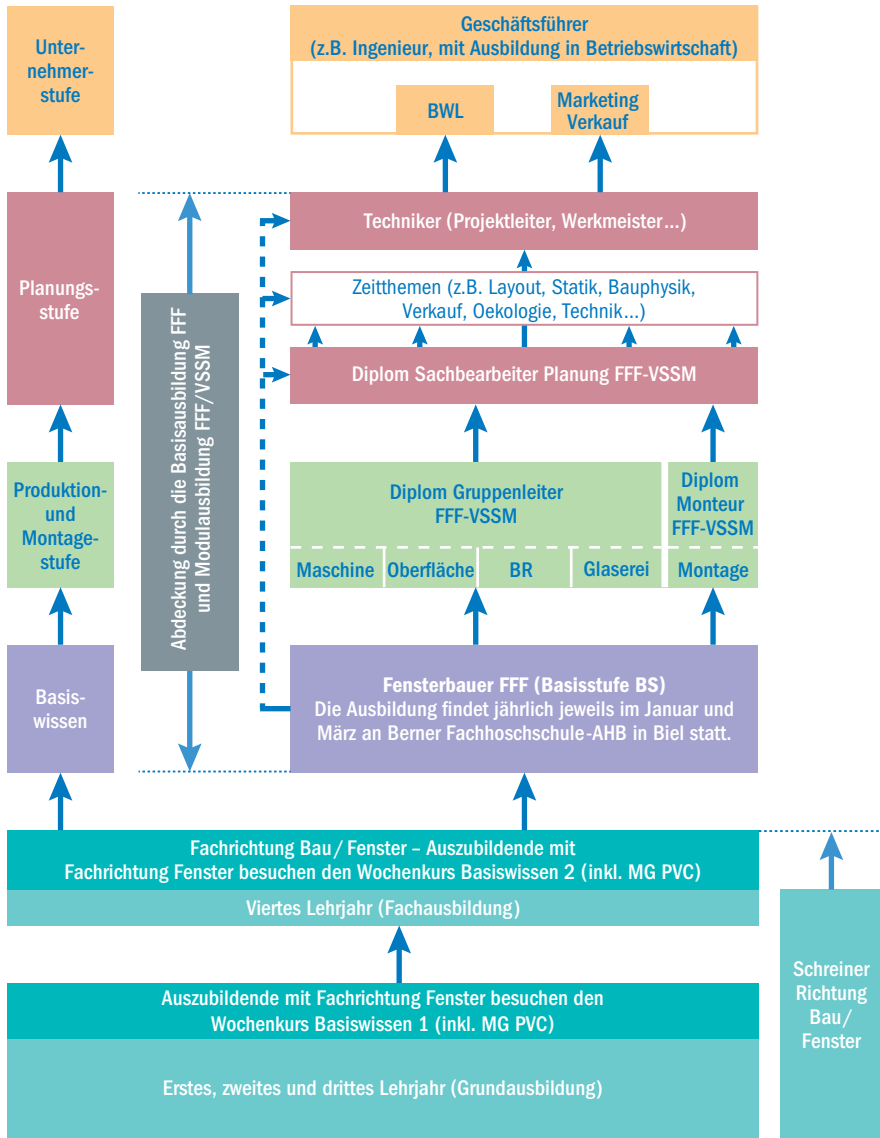 Unter-
nehmer-
stufe
Geschäftsführer
(z.B. Ingenieur, mit Ausbildung in Betriebswirtschaft)
BWL
Marketing
Verkauf
Planungs-
stufe
Abdeckung durch die Basisausbildung FFF
und Modulausbildung FFF/VSSM
Techniker (Projektleiter, Werkmeister...)
Zeitthemen (z.B. Layout, Statik, Bauphysik,
Verkauf, Oekologie, Technik...)
Diplom Sachbearbeiter Planung FFF-VSSM
Produktion-
und
Montage-
stufe
Diplom Gruppenleiter
FFF-VSSM
Diplom
Monteur
FFF-VSSM
Maschine
Oberfläche
BR
Glaserei
Montage
Basis-
wissen
Fensterbauer FFF (Basisstufe BS)
Die Ausbildung findet jährlich jeweils im Januar und
März an Berner Fachhoschschule-AHB in Biel statt.
Fachrichtung Bau/Fenster – Auszubildende mit
Fachrichtung Fenster besuchen den Wochenkurs Basiswissen 2 (inkl. MG PVC)
Viertes Lehrjahr (Fachausbildung)
Auszubildende mit Fachrichtung Fenster besuchen den
Wochenkurs Basiswissen 1 (inkl. MG PVC)
Erstes, zweites und drittes Lehrjahr (Grundausbildung)
Schreiner
Richtung
Bau/
Fenster